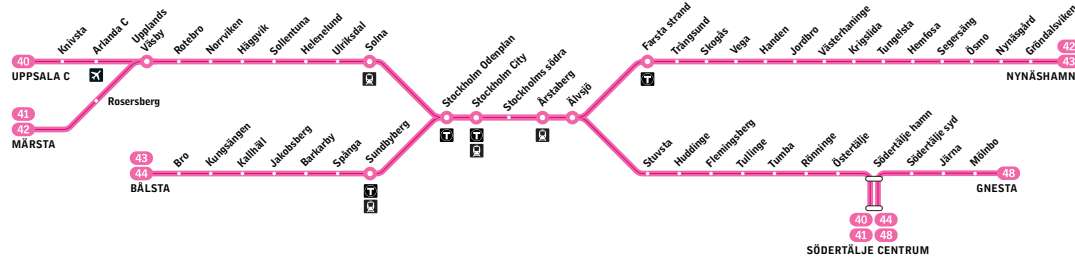 Knivsta
Arlanda C
Upplands
Väsby
Rotebro
Norrviken
Häggvik
Sollentuna
Helenelund
Ulriksdal
Solna
40
UPPSALA C
Rosersberg
41
42
MÄRSTA
43
44
BÅLSTA
Bro
Kungsängen
Kallhäll
Jakobsberg
Barkarby
Spånga
Sundbyberg
T
Stockholm Odenplan
Stockholm City
Stockholms södra
Årstaberg
Älvsjö
T
T
Farsta strand
Trångsund
Skogås
Vega
Handen
Jordbro
Västerhaninge
Krigslida
Tungelsta
Hemfosa
Segersäng
Ösmo
Nynäsgård
Gröndalsviken
T
42
43
NYNÄSHAMN
Stuvsta
Huddinge
Flemingsberg
Tullinge
Tumba
Rönninge
Östertälje
Södertälje hamn
Södertälje syd
Järna
Mölnbo
48
GNESTA
40
44
41
48
SÖDERTÄLJE CENTRUM